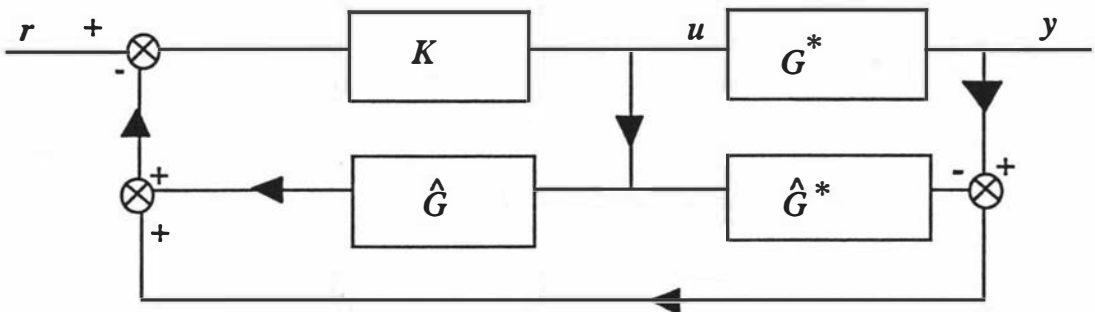 r + K u G* y
-
+ Ĝ Ĝ* - +
+